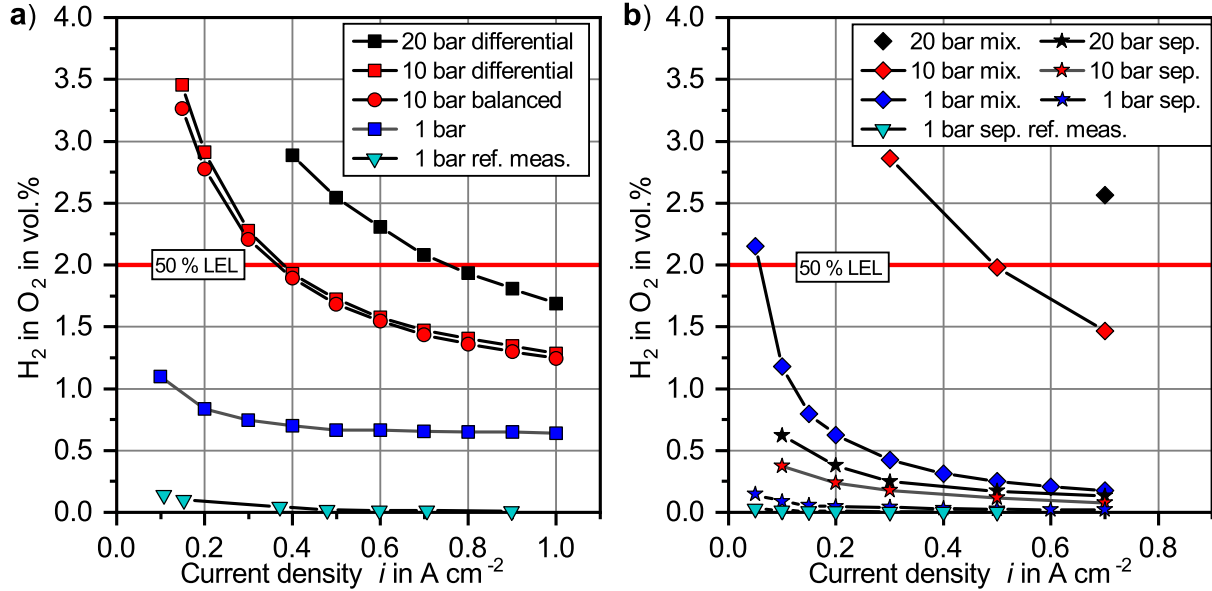 a)
4.0
3.5
3.0
2.5
2.0
1.5
1.0
0.5
0.0
H2 in O2 in vol.%
20 bar differential
10 bar differential
10 bar balanced
1 bar
1 bar ref. meas.
50 % LEL
0.0 0.2 0.4 0.6 0.8 1.0
Current density i in A cm-2
b)
4.0
3.5
3.0
2.5
2.0
1.5
1.0
0.5
0.0
H2 in O2 in vol.%
20 bar mix. 20 bar sep.
10 bar mix. 10 bar sep.
1 bar mix. 1 bar sep.
1 bar sep. ref. meas.
50 % LEL
0.0 0.2 0.4 0.6 0.8
Current density i in A cm-2